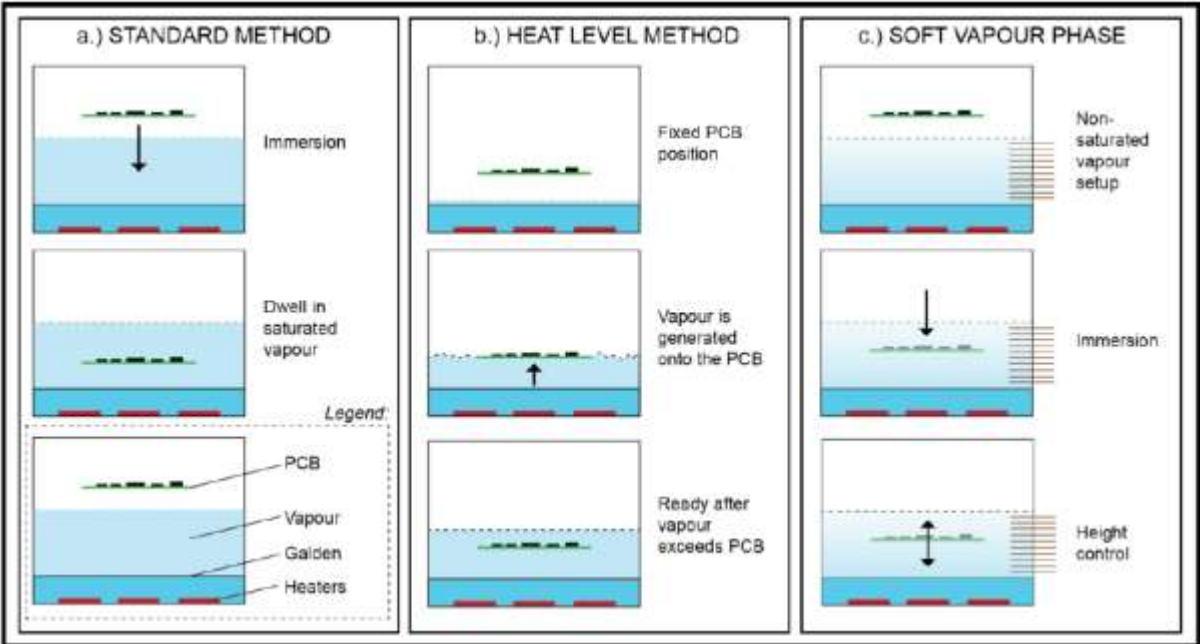 a.) STANDARD METHOD
Immersion
Dwell in
saturated
vapour
Legend:
PCB
Vapour
Galden
Heaters
b.) HEAT LEVEL METHOD
Fixed PCB
position
Vapour is
generated
onto the PCB
Ready after
vapour
exceeds PCB
c.) SOFT VAPOUR PHASE
Non-
saturated
vapour
setup
Immersion
Height
control